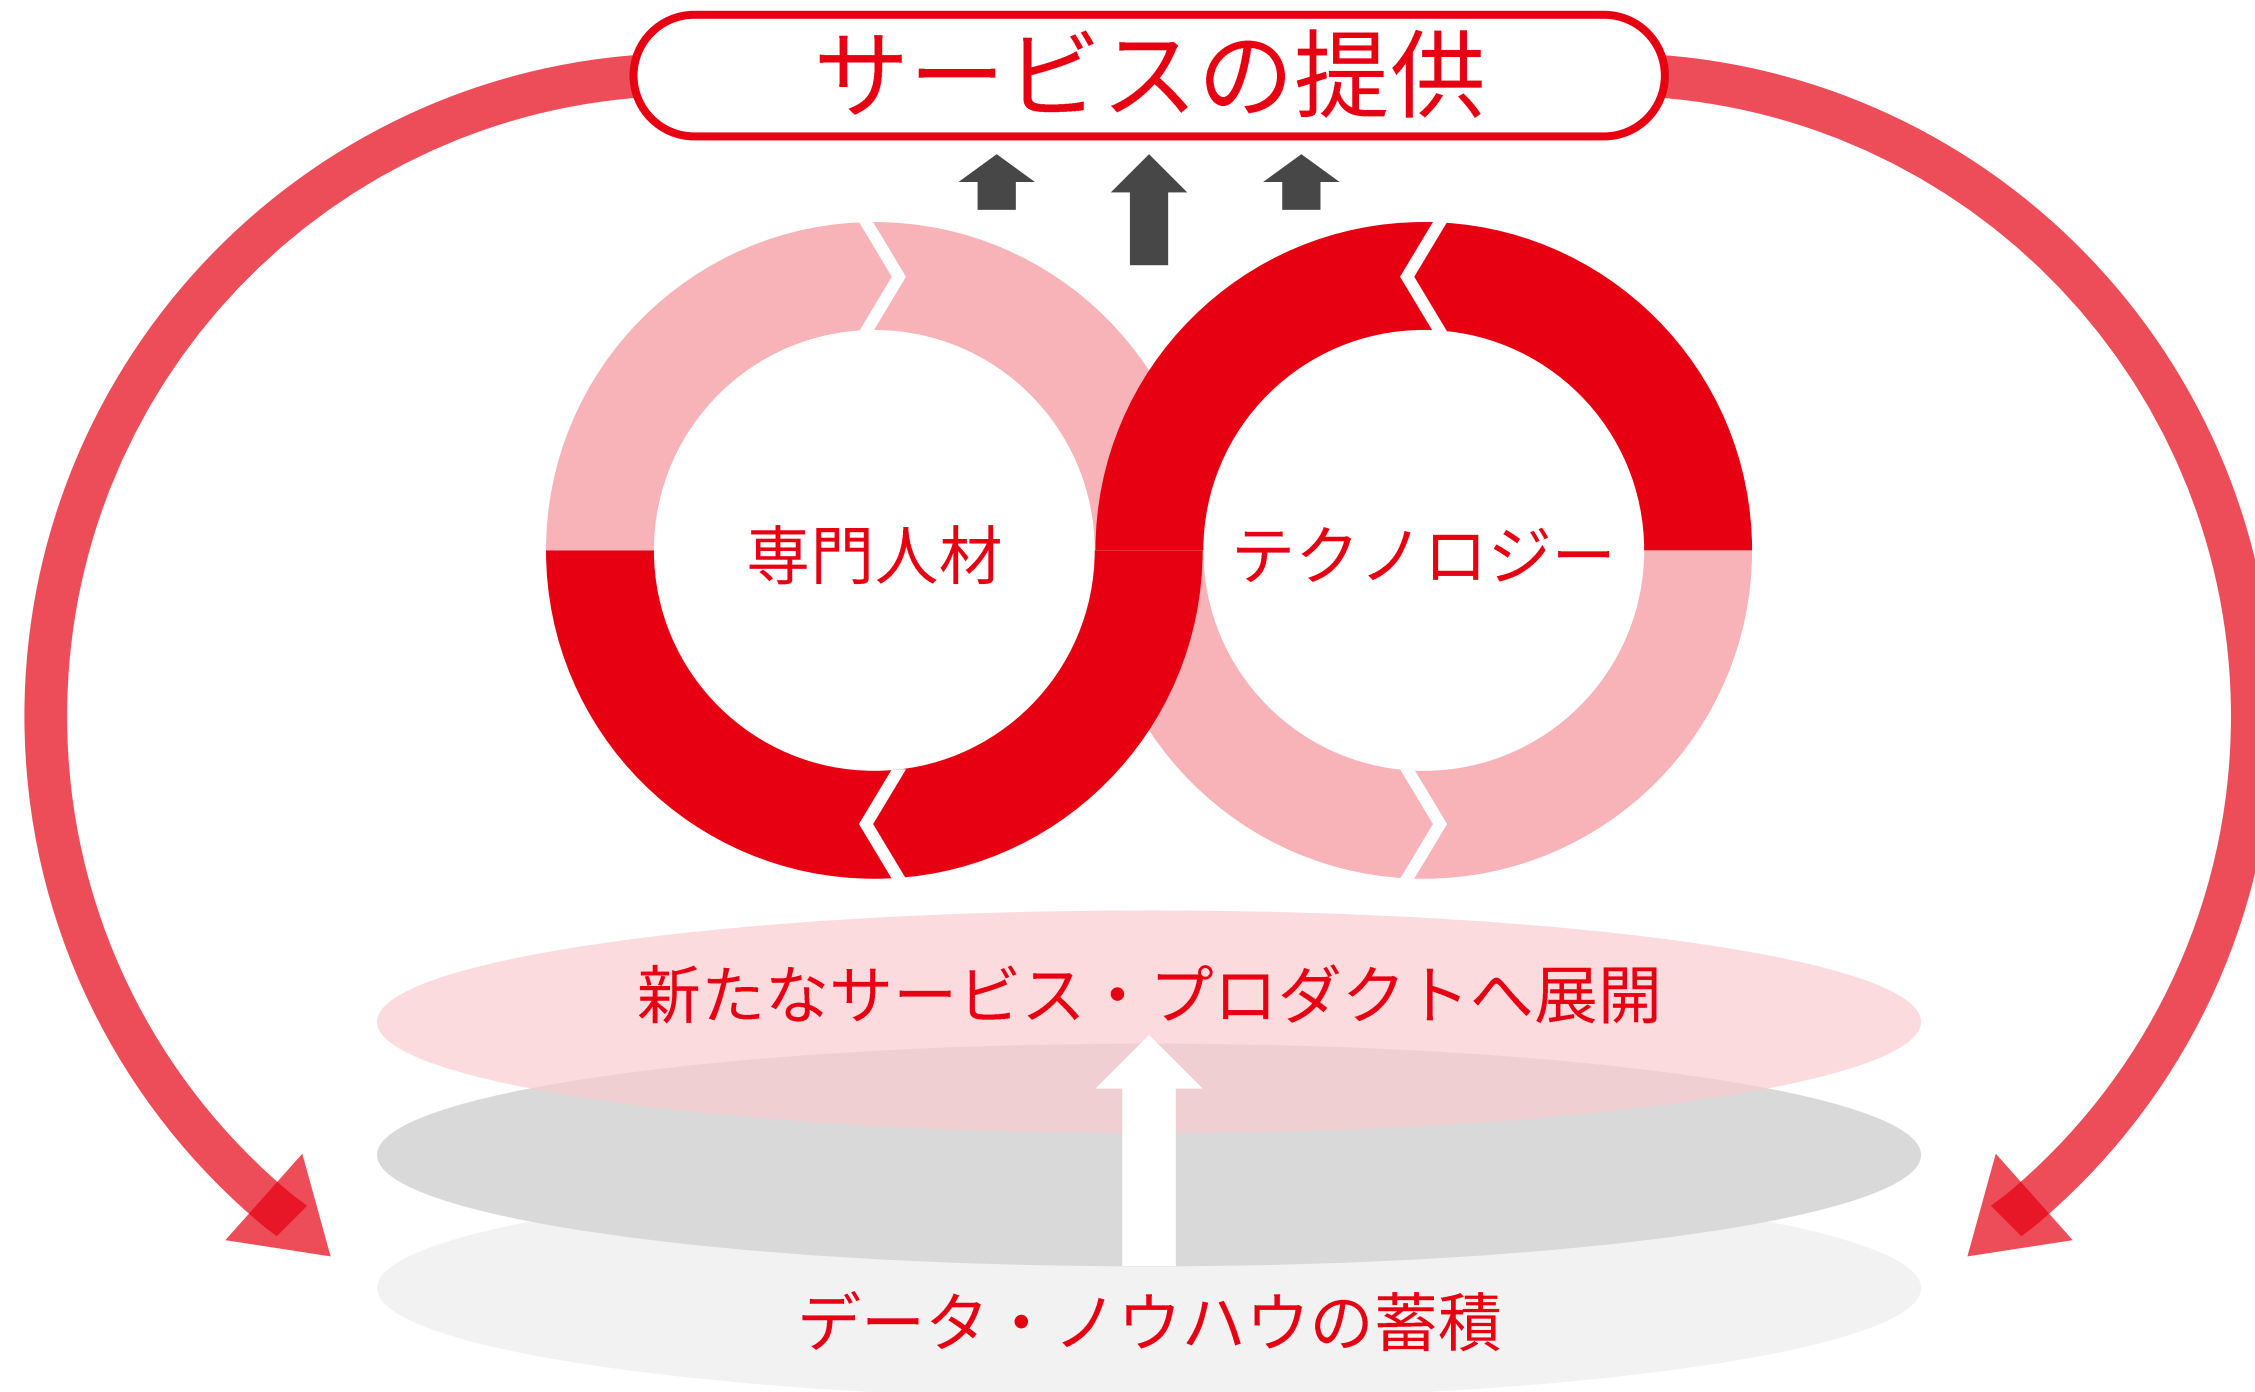 サービスの提供
専門人材
テクノロジー
新たなサービス・プロダクトへ展開
データ・ノウハウの蓄積